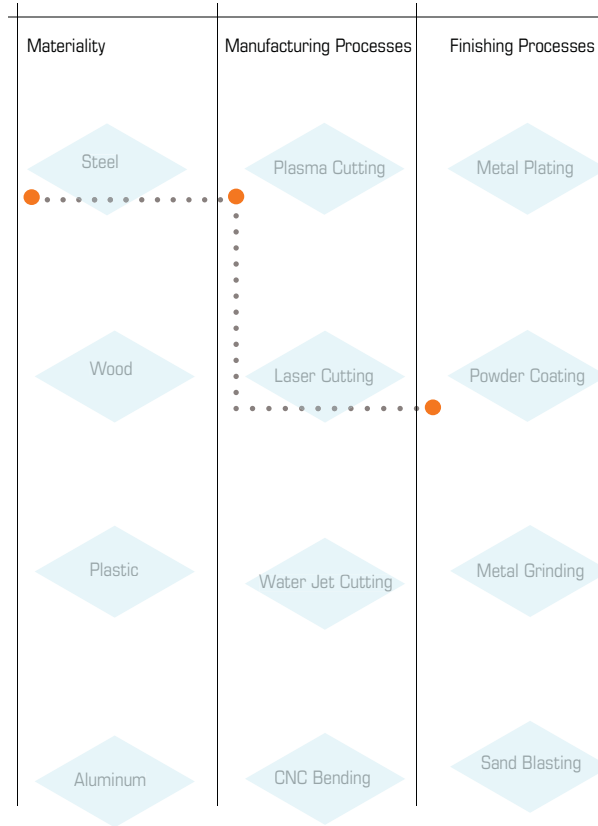 Materiality
Manufacturing Processes
Finishing Processes
Steel
Plasma Cutting
Metal Plating
Wood
Laser Cutting
Powder Coating
Plastic
Water Jet Cutting
Metal Grinding
Aluminum
CNC Bending
Sand Blasting